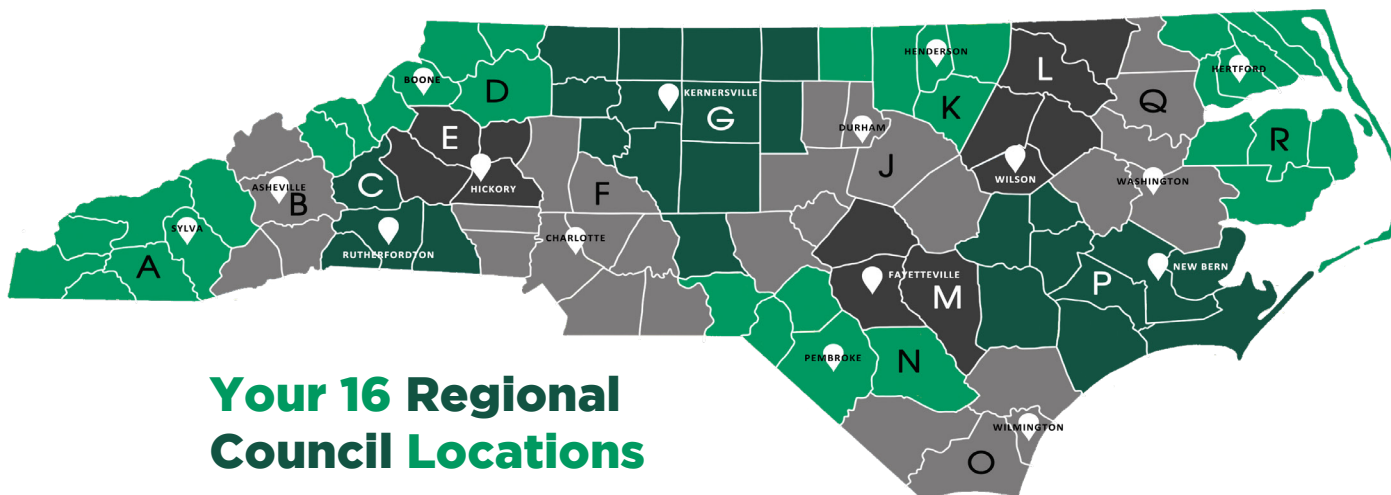 HENDERSON
L
BOONE
HERTFORD
D
KERNERSVILLE
Q
K
G
DURHAM
E
R
J
C
HICKORY
WILSON
ASHEVILLE
B
F
WASHINGTON
SYLVA
CHARLOTTE
RUTHERFORDTON
A
FAYETTEVILLE
NEW BERN
M
P
PEMBROKE
N
WILMINGTON
O
Your 16 Regional
Council Locations